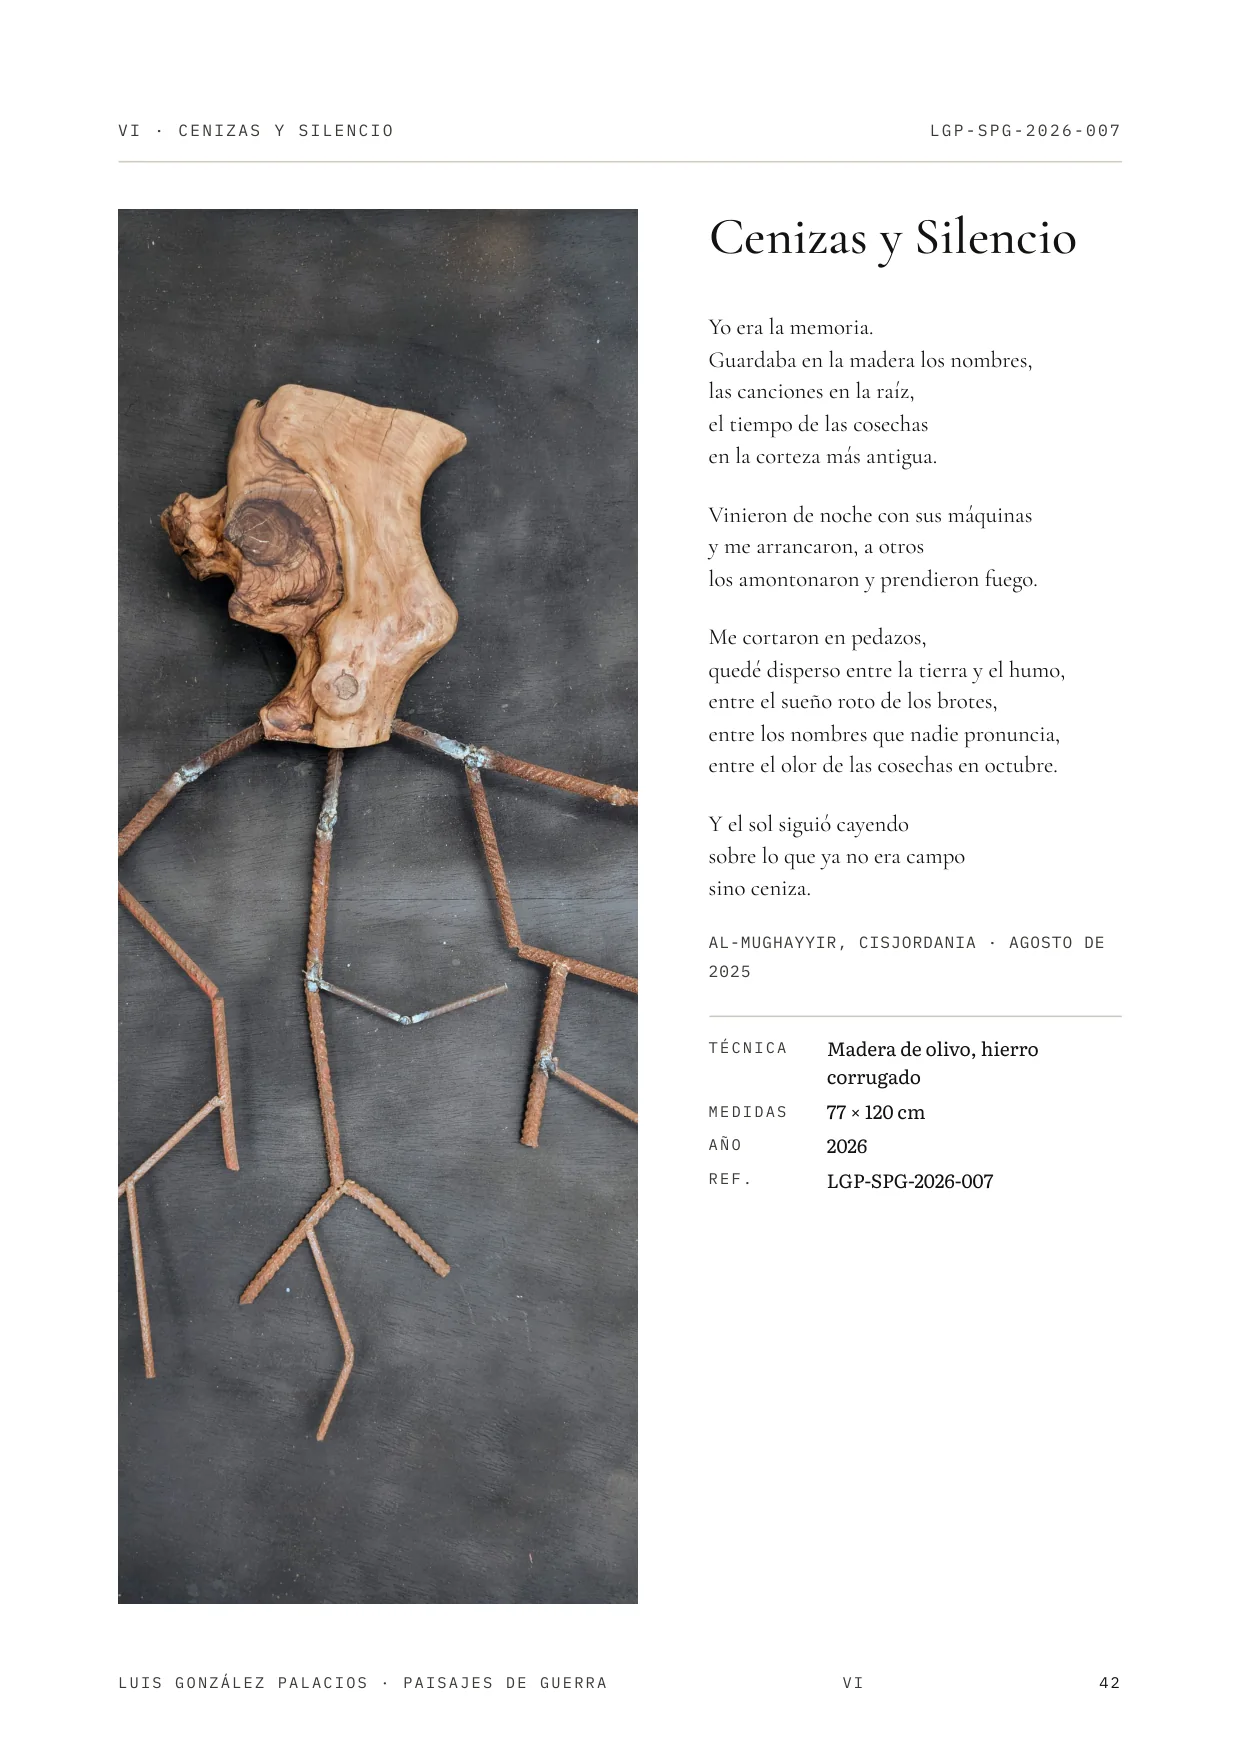 VI · CENIZAS Y SILENCIO
LGP-SPG-2026-007
Cenizas y Silencio
Yo era la memoria.
Guardaba en la madera los nombres,
las canciones en la raíz,
el tiempo de las cosechas
en la corteza más antigua.
Vinieron de noche con sus máquinas
y me arrancaron, a otros
los amontonaron y prendieron fuego.
Me cortaron en pedazos,
quedé disperso entre la tierra y el humo,
entre el sueño roto de los brotes,
entre los nombres que nadie pronuncia,
entre el olor de las cosechas en octubre.
Y el sol siguió cayendo
sobre lo que ya no era campo
sino ceniza.
AL-MUGHAYYIR, CISJORDANIA · AGOSTO DE
2025
TÉCNICA Madera de olivo, hierro
corrugado
MEDIDAS 77 × 120 cm
AÑO 2026
REF. LGP-SPG-2026-007
LUIS GONZÁLEZ PALACIOS · PAISAJES DE GUERRA
VI
42